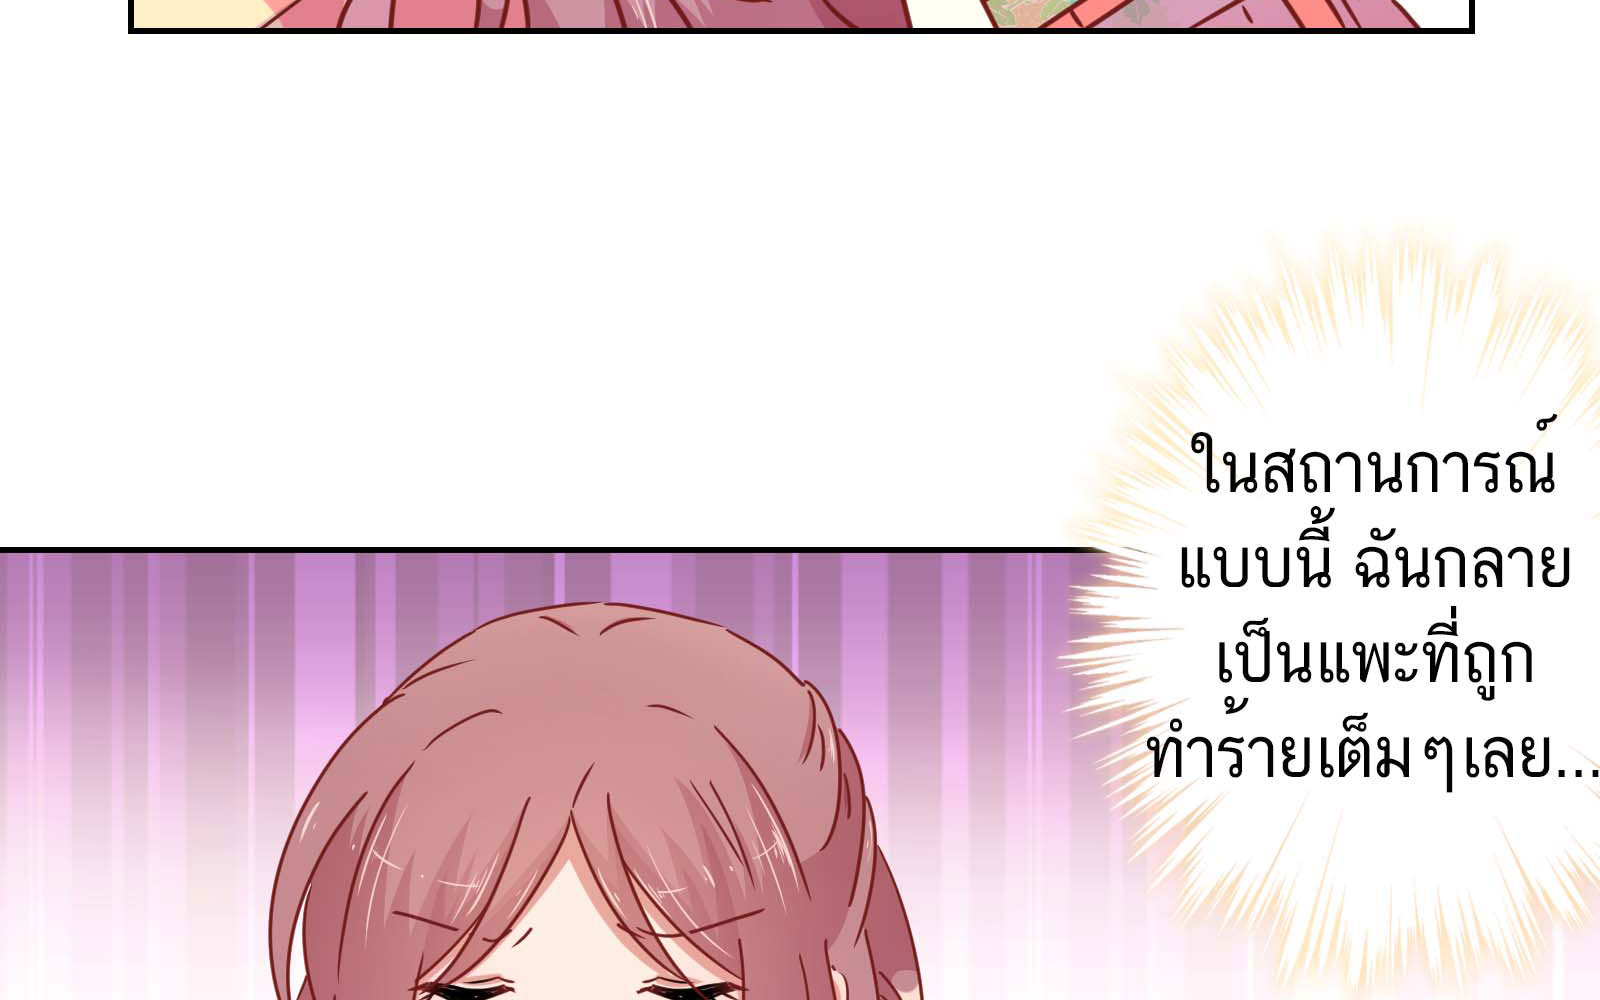 ในสถานการณ์
แบบนี้ ฉันกลาย
เป็นแพะที่ถูก
ทำร้ายเต็มๆเลย...